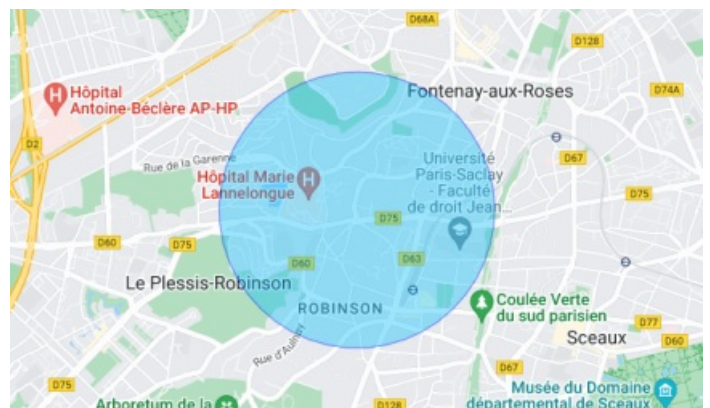 D68A
D128
Hôpital
Antoine-Béclère AP-HP
Fontenay-aux-Roses
D74A
D2
Rue de la Garenne
Université
Paris-Saclay
- Faculté
de droit Jean...
D67
Hôpital Marie
Lannelongue
D75
D75
D60
D75
D60
D63
Le Plessis-Robinson
ROBINSON
Coulée Verte
du sud parisien
D77
Sceaux
D60
Rue d'Aulnay
D67
D75
Musée du Domaine
départemental de Sceaux
Arboretum de la
D128